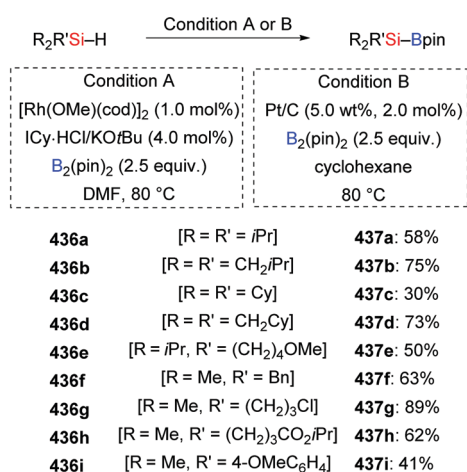 Condition A or B
R₂R'Si–H
R₂R'Si–Bpin
Condition A
[Rh(OMe)(cod)]₂ (1.0 mol%)
ICy·HCl/KOtBu (4.0 mol%)
B₂(pin)₂ (2.5 equiv.)
DMF, 80 °C
Condition B
Pt/C (5.0 wt%, 2.0 mol%)
B₂(pin)₂ (2.5 equiv.)
cyclohexane
80 °C
436a [R = R' = iPr] 437a: 58%
436b [R = R' = CH₂iPr] 437b: 75%
436c [R = R' = Cy] 437c: 30%
436d [R = R' = CH₂Cy] 437d: 73%
436e [R = iPr, R' = (CH₂)₄OMe] 437e: 50%
436f [R = Me, R' = Bn] 437f: 63%
436g [R = Me, R' = (CH₂)₃Cl] 437g: 89%
436h [R = Me, R' = (CH₂)₃CO₂iPr] 437h: 62%
436i [R = Me, R' = 4-OMeC₆H₄] 437i: 41%